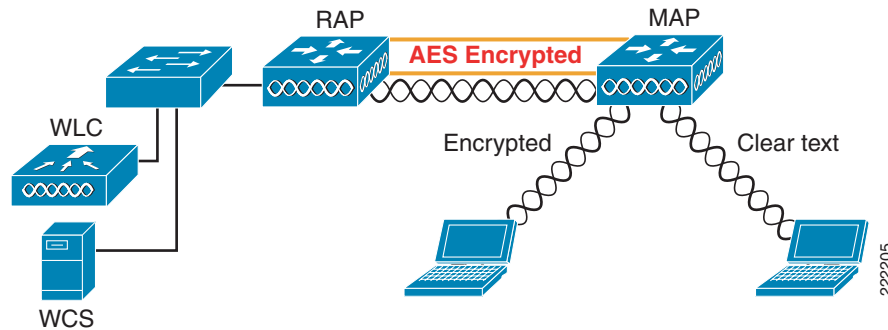 RAP
MAP
AES Encrypted
WLC
Encrypted
Clear text
WCS
222205